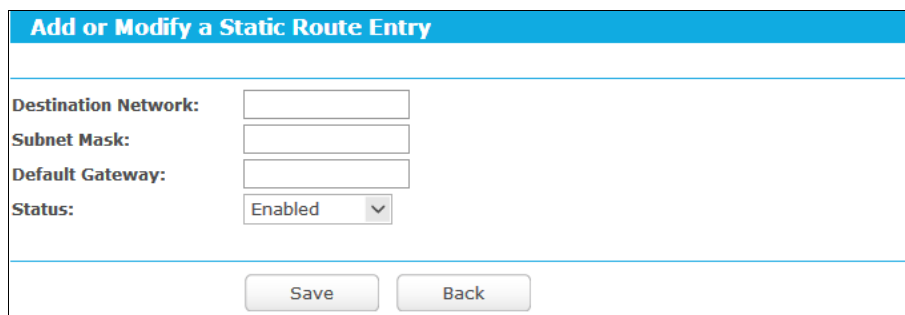 Add or Modify a Static Route Entry
Destination Network:
Subnet Mask:
Default Gateway:
Status: Enabled
Save Back